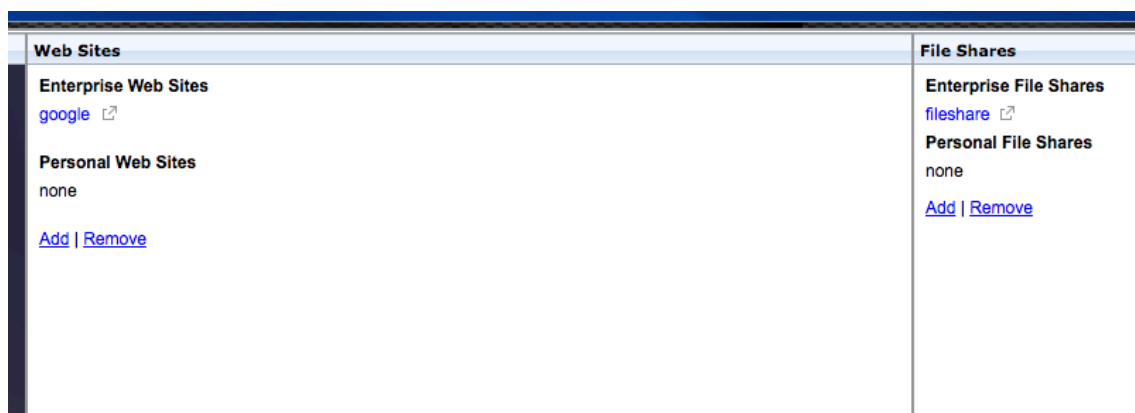 Web Sites
Enterprise Web Sites
google
Personal Web Sites
none
Add | Remove
File Shares
Enterprise File Shares
fileshare
Personal File Shares
none
Add | Remove